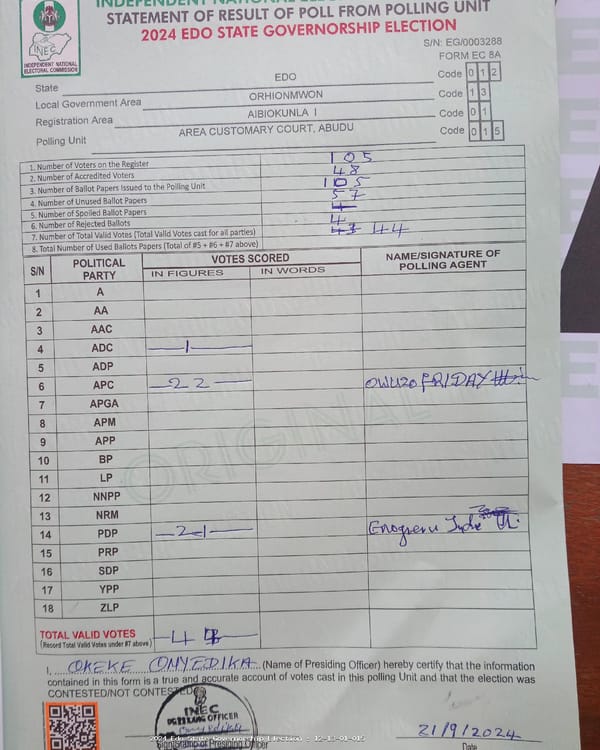 INDEPENDENT NATIONAL
STATEMENT OF RESULT OF POLL FROM POLLING UNIT
2024 EDO STATE GOVERNORSHIP ELECTION
INEC
INDEPENDENT NATIONAL
ELECTORAL COMMISSION
S/N: EG/0003288
FORM EC 8A
State EDO Code 0 1 2
Local Government Area ORHIONMWON Code 1 3
Registration Area AIBIOKUNLA I Code 0 1
Polling Unit AREA CUSTOMARY COURT, ABUDU Code 0 1 5
1. Number of Voters on the Register 105
2. Number of Accredited Voters 48
3. Number of Ballot Papers Issued to the Polling Unit 105
4. Number of Unused Ballot Papers 57
5. Number of Spoiled Ballot Papers
6. Number of Rejected Ballots 4
7. Number of Total Valid Votes (Total Valid Votes cast for all parties) 43 44
8. Total Number of Used Ballots Papers (Total of #5 + #6 + #7 above)
S/N POLITICAL PARTY VOTES SCORED NAME/SIGNATURE OF POLLING AGENT
IN FIGURES IN WORDS
1 A
2 AA
3 AAC
4 ADC 1
5 ADP
6 APC 22 OWUZO FRIDAY
7 APGA
8 APM
9 APP
10 BP
11 LP
12 NNPP
13 NRM
14 PDP 21
15 PRP
16 SDP
17 YPP
18 ZLP
ORIGINAL
TOTAL VALID VOTES 4
(Record Total Valid Votes under #7 above)
I, OKEKE ONYEDIKA (Name of Presiding Officer) hereby certify that the information
contained in this form is a true and accurate account of votes cast in this polling Unit and that the election was
CONTESTED/NOT CONTESTED
INEC
PRESIDING OFFICER
2024 Edo State Governorship Election - 12-13-01-015
Sign/Stamp of Presiding Officer
21/9/2024
Date